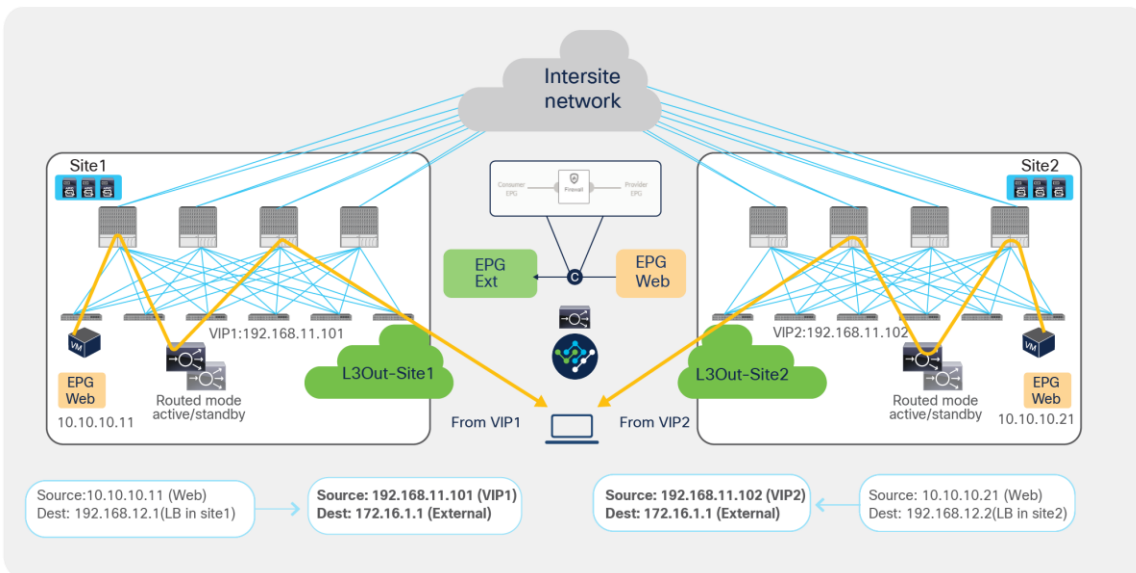 Intersite
network
Site1
Site2
Consumer
EPG
Firewall
Provider
EPG
EPG
Ext
C
EPG
Web
VIP1:192.168.11.101
VIP2:192.168.11.102
VM
VM
EPG
Web
10.10.10.11
Routed mode
active/standby
L3Out-Site1
L3Out-Site2
Routed mode
active/standby
EPG
Web
10.10.10.21
From VIP1
From VIP2
Source:10.10.10.11 (Web)
Dest: 192.168.12.1(LB in site1)
Source: 192.168.11.101 (VIP1)
Dest: 172.16.1.1 (External)
Source: 192.168.11.102 (VIP2)
Dest: 172.16.1.1 (External)
Source: 10.10.10.21 (Web)
Dest: 192.168.12.2(LB in site2)